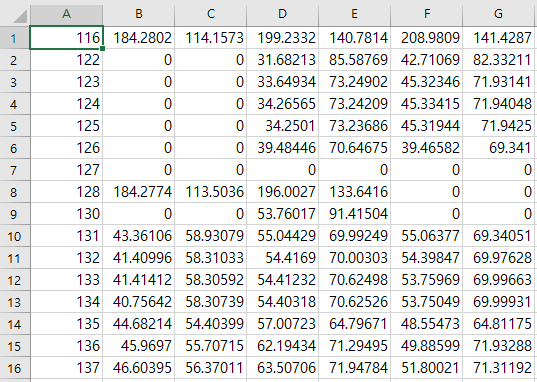 A B C D E F G
1 116 184.2802 114.1573 199.2332 140.7814 208.9809 141.4287
2 122 0 0 31.68213 85.58769 42.71069 82.33211
3 123 0 0 33.64934 73.24902 45.32346 71.93141
4 124 0 0 34.26565 73.24209 45.33415 71.94048
5 125 0 0 34.2501 73.23686 45.31944 71.9425
6 126 0 0 39.48446 70.64675 39.46582 69.341
7 127 0 0 0 0 0 0
8 128 184.2774 113.5036 196.0027 133.6416 0 0
9 130 0 0 53.76017 91.41504 0 0
10 131 43.36106 58.93079 55.04429 69.99249 55.06377 69.34051
11 132 41.40996 58.31033 54.4169 70.00303 54.39847 69.97628
12 133 41.41412 58.30592 54.41232 70.62498 53.75969 69.99663
13 134 40.75642 58.30739 54.40318 70.62526 53.75049 69.99931
14 135 44.68214 54.40399 57.00723 64.79671 48.55473 64.81175
15 136 45.9697 55.70715 62.19434 71.29495 49.88599 71.93288
16 137 46.60395 56.37011 63.50706 71.94784 51.80021 71.31192